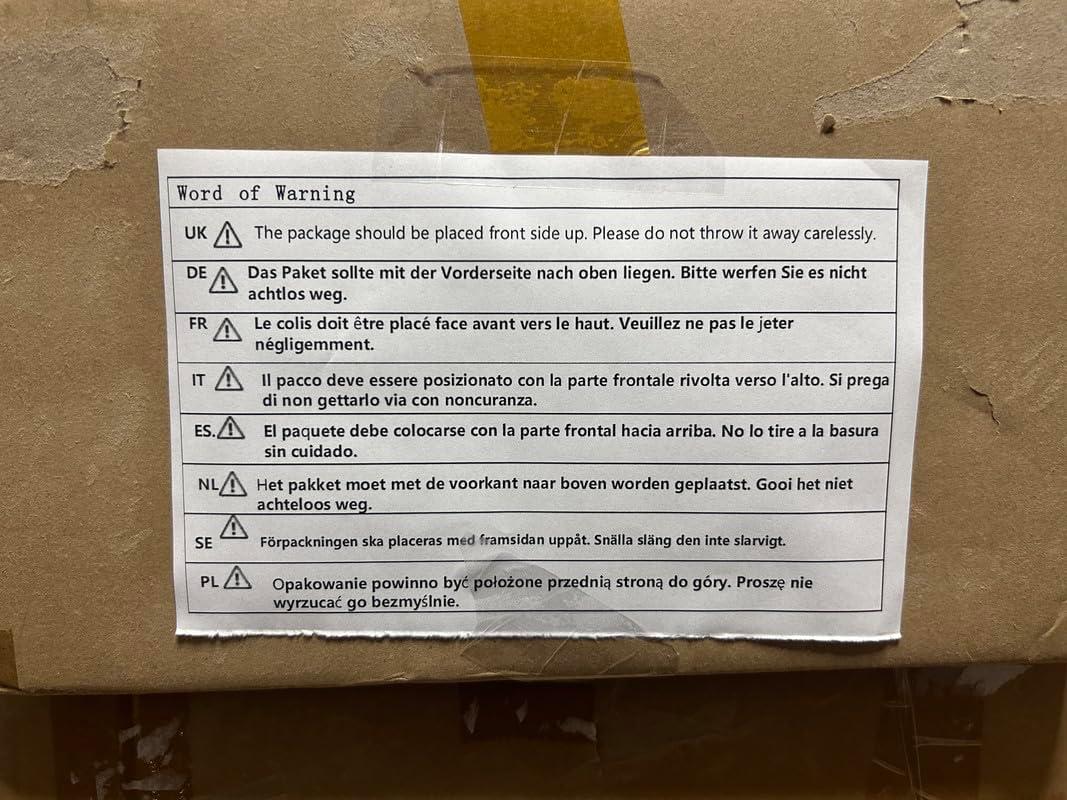 Word of Warning
UK The package should be placed front side up. Please do not throw it away carelessly.
DE Das Paket sollte mit der Vorderseite nach oben liegen. Bitte werfen Sie es nicht
achtlos weg.
FR Le colis doit être placé face avant vers le haut. Veuillez ne pas le jeter
négligemment.
IT Il pacco deve essere posizionato con la parte frontale rivolta verso l'alto. Si prega
di non gettarlo via con noncuranza.
ES. El paquete debe colocarse con la parte frontal hacia arriba. No lo tire a la basura
sin cuidado.
NL Het pakket moet met de voorkant naar boven worden geplaatst. Gooi het niet
achteloos weg.
SE Förpackningen ska placeras med framsidan uppåt. Snälla släng den inte slarvigt.
PL Opakowanie powinno być położone przednią stroną do góry. Proszę nie
wyrzucać go bezmyślnie.